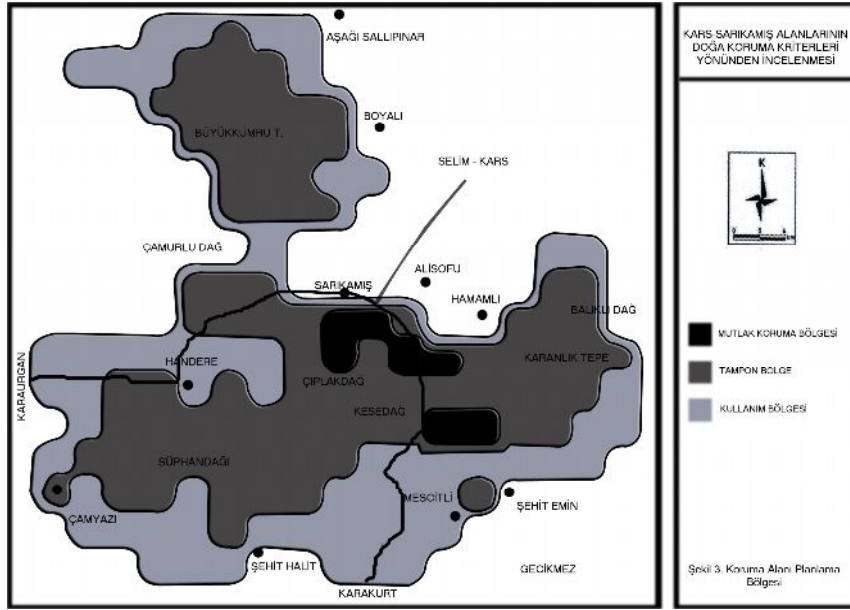 AŞAĞI SALLIPINAR
BOYALI
BÜYÜKKUMRU T.
SELİM - KARS
ÇAMURLU DAĞ
ALİSOFU
SARIKAMIŞ
HAMAMLI
BALIKLI DAĞ
KARANLIK TEPE
HANDERE
ÇIPLAKDAĞ
KARAURGAN
KESEDAĞ
SÜPHANDAĞI
MESCİTLİ
ŞEHİT EMİN
ÇAMYAZI
ŞEHİT HALİT
GECİKMEZ
KARAKURT
KARS-SARIKAMIŞ ALANLARININ
DOĞA KORUMA KRİTERLERİ
YÖNÜNDEN İNCELENMESİ
K
MUTLAK KORUMA BÖLGESİ
TAMPON BÖLGE
KULLANIM BÖLGESİ
Şekil 3. Koruma Alanı Planlama
Bölgesi